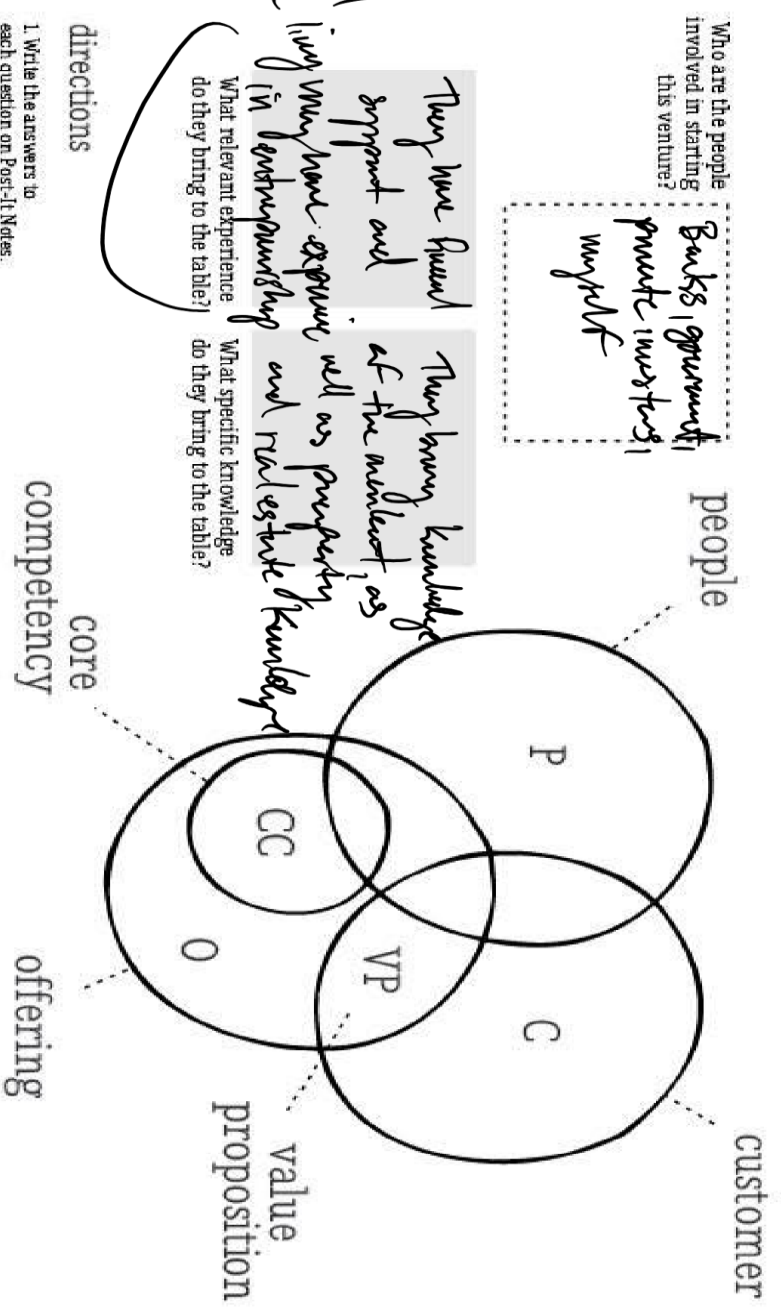 people
customer
Who are the people
involved in starting
this venture?
Banks, government,
private investors,
myself
P
C
They have
support and
They may have experience
in entrepreneurship
What relevant experience
do they bring to the table?
They bring knowledge
of the market, as
well as property
and real estate knowledge
What specific knowledge
do they bring to the table?
VP
CC
O
value
proposition
core
competency
offering
directions
1. Write the answers to
each question on Post-It Notes.